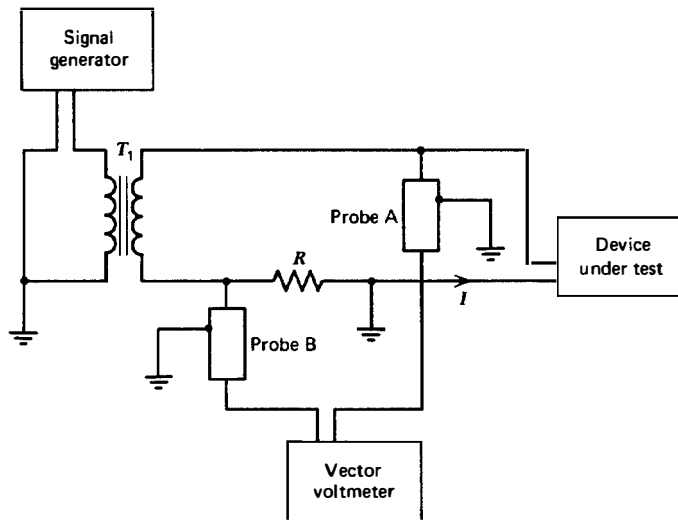 Signal
generator
T₁
Probe A
R
I
Device
under test
Probe B
Vector
voltmeter